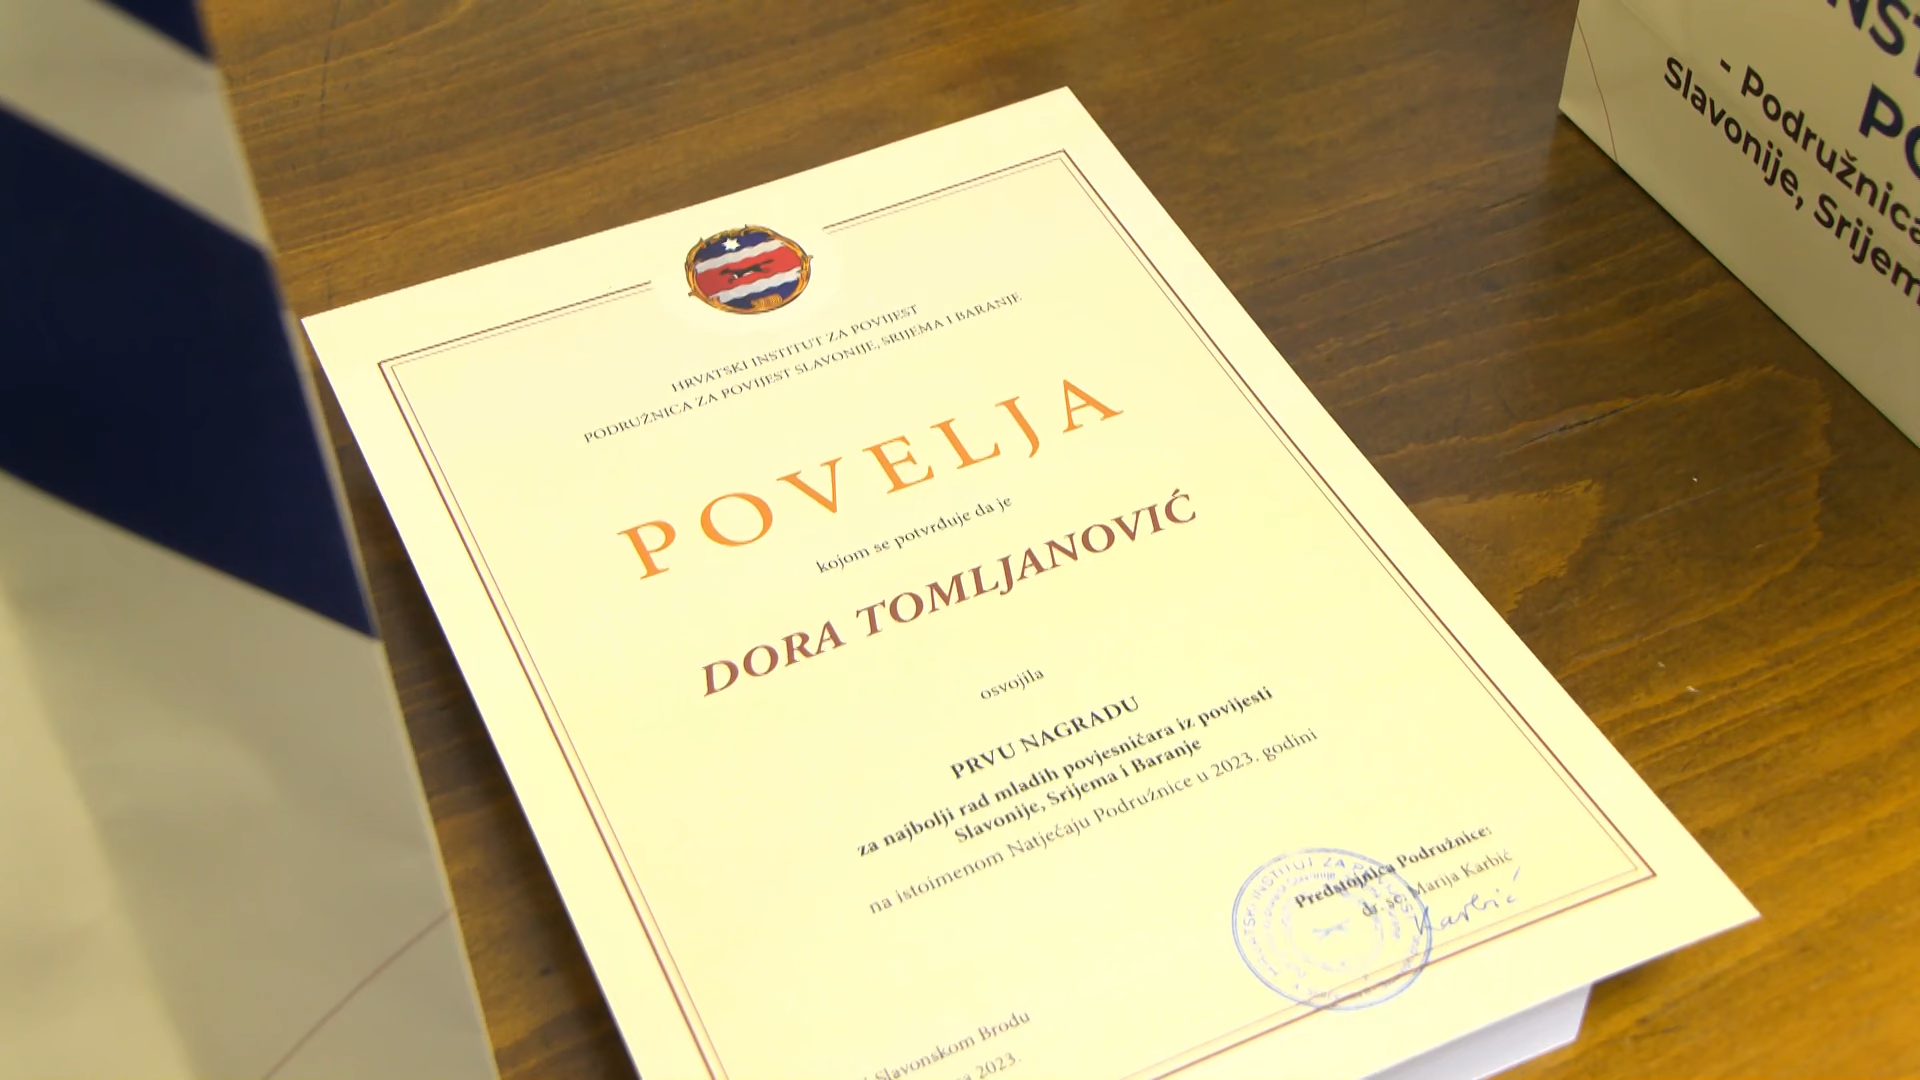 HRVATSKI INSTITUT ZA POVIJEST
PODRUŽNICA ZA POVIJEST SLAVONIJE, SRIJEMA I BARANJE
POVELJA
kojom se potvrđuje da je
DORA TOMLJANOVIĆ
osvojila
PRVU NAGRADU
za najbolji rad mladih povjesničara iz povijesti
Slavonije, Srijema i Baranje
na istoimenom Natječaju Podružnice u 2023. godini
Predstojnica Podružnice:
dr. sc. Marija Karbić
Karbić
Slavonskom Brodu
2023.
- Podružnica
Slavonije, Srijem